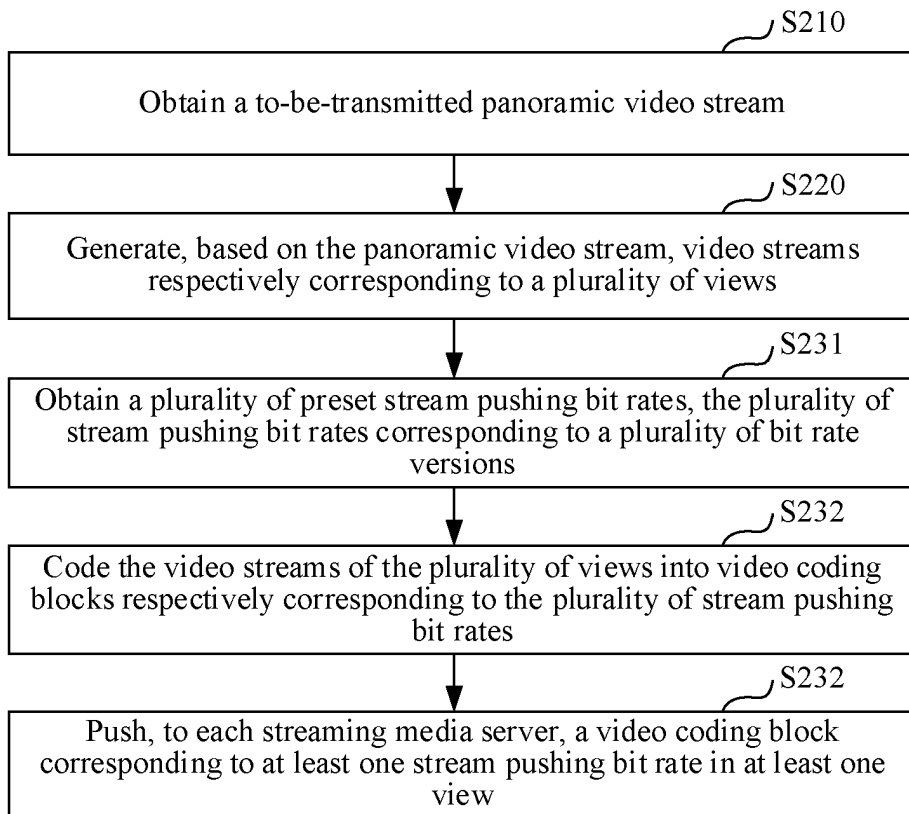 S210
Obtain a to-be-transmitted panoramic video stream
S220
Generate, based on the panoramic video stream, video streams
respectively corresponding to a plurality of views
S231
Obtain a plurality of preset stream pushing bit rates, the plurality of
stream pushing bit rates corresponding to a plurality of bit rate
versions
S232
Code the video streams of the plurality of views into video coding
blocks respectively corresponding to the plurality of stream pushing
bit rates
S232
Push, to each streaming media server, a video coding block
corresponding to at least one stream pushing bit rate in at least one
view